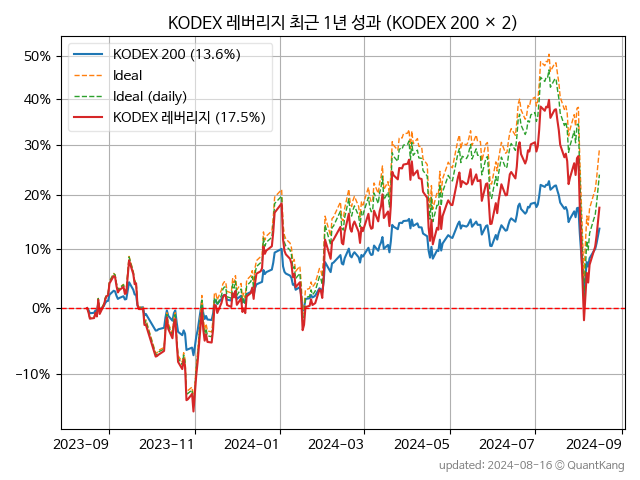 KODEX 레버리지 최근 1년 성과 (KODEX 200 × 2)
KODEX 200 (13.6%)
Ideal
Ideal (daily)
KODEX 레버리지 (17.5%)
50%
40%
30%
20%
10%
0%
−10%
2023−09 2023−11 2024−01 2024−03 2024−05 2024−07 2024−09
updated: 2024−08−16 ⓒ QuantKang